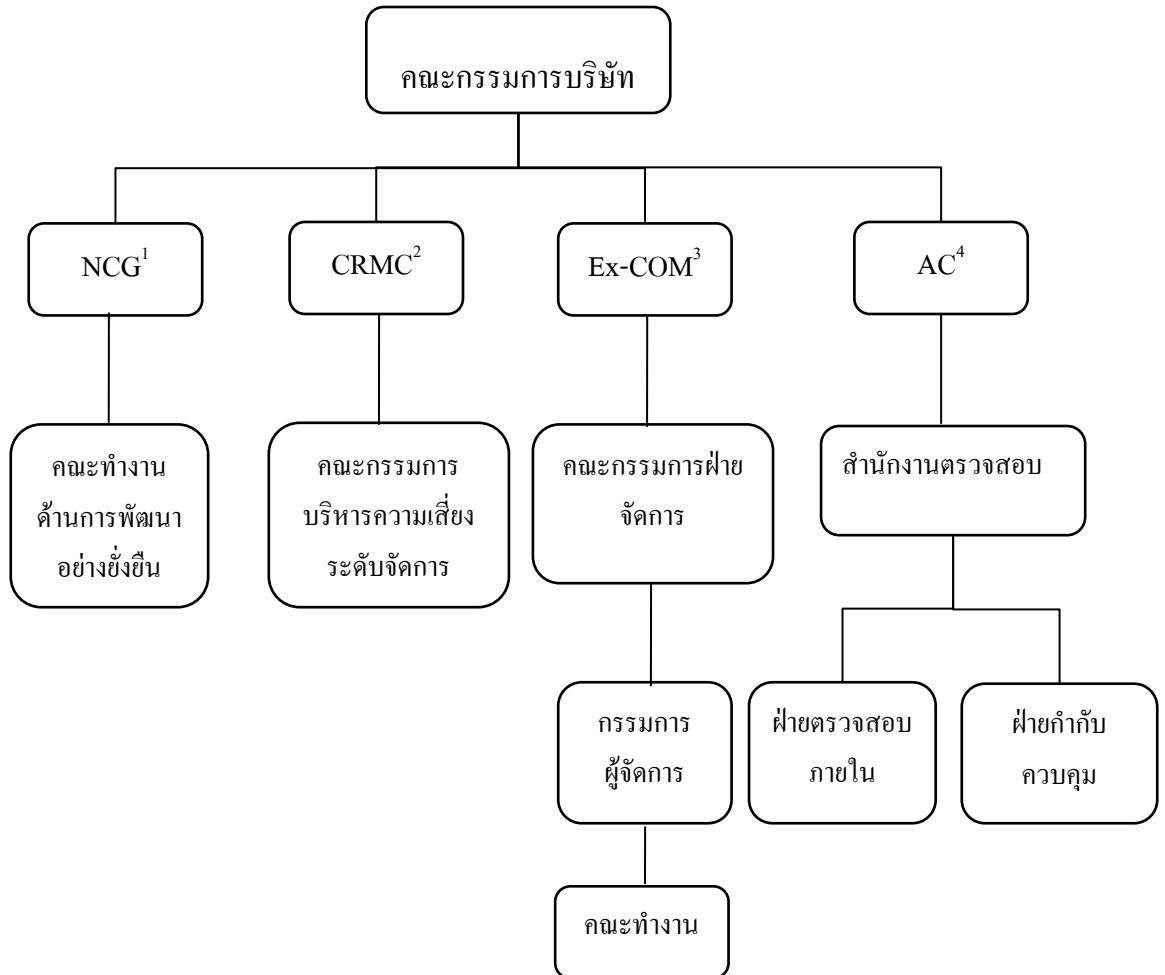 คณะกรรมการบริษัท
NCG¹
CRMC²
Ex-COM³
AC⁴
คณะทำงาน
ด้านการพัฒนา
อย่างยั่งยืน
คณะกรรมการ
บริหารความเสี่ยง
ระดับจัดการ
คณะกรรมการฝ่าย
จัดการ
สำนักงานตรวจสอบ
กรรมการ
ผู้จัดการ
ฝ่ายตรวจสอบ
ภายใน
ฝ่ายกำกับ
ควบคุม
คณะทำงาน